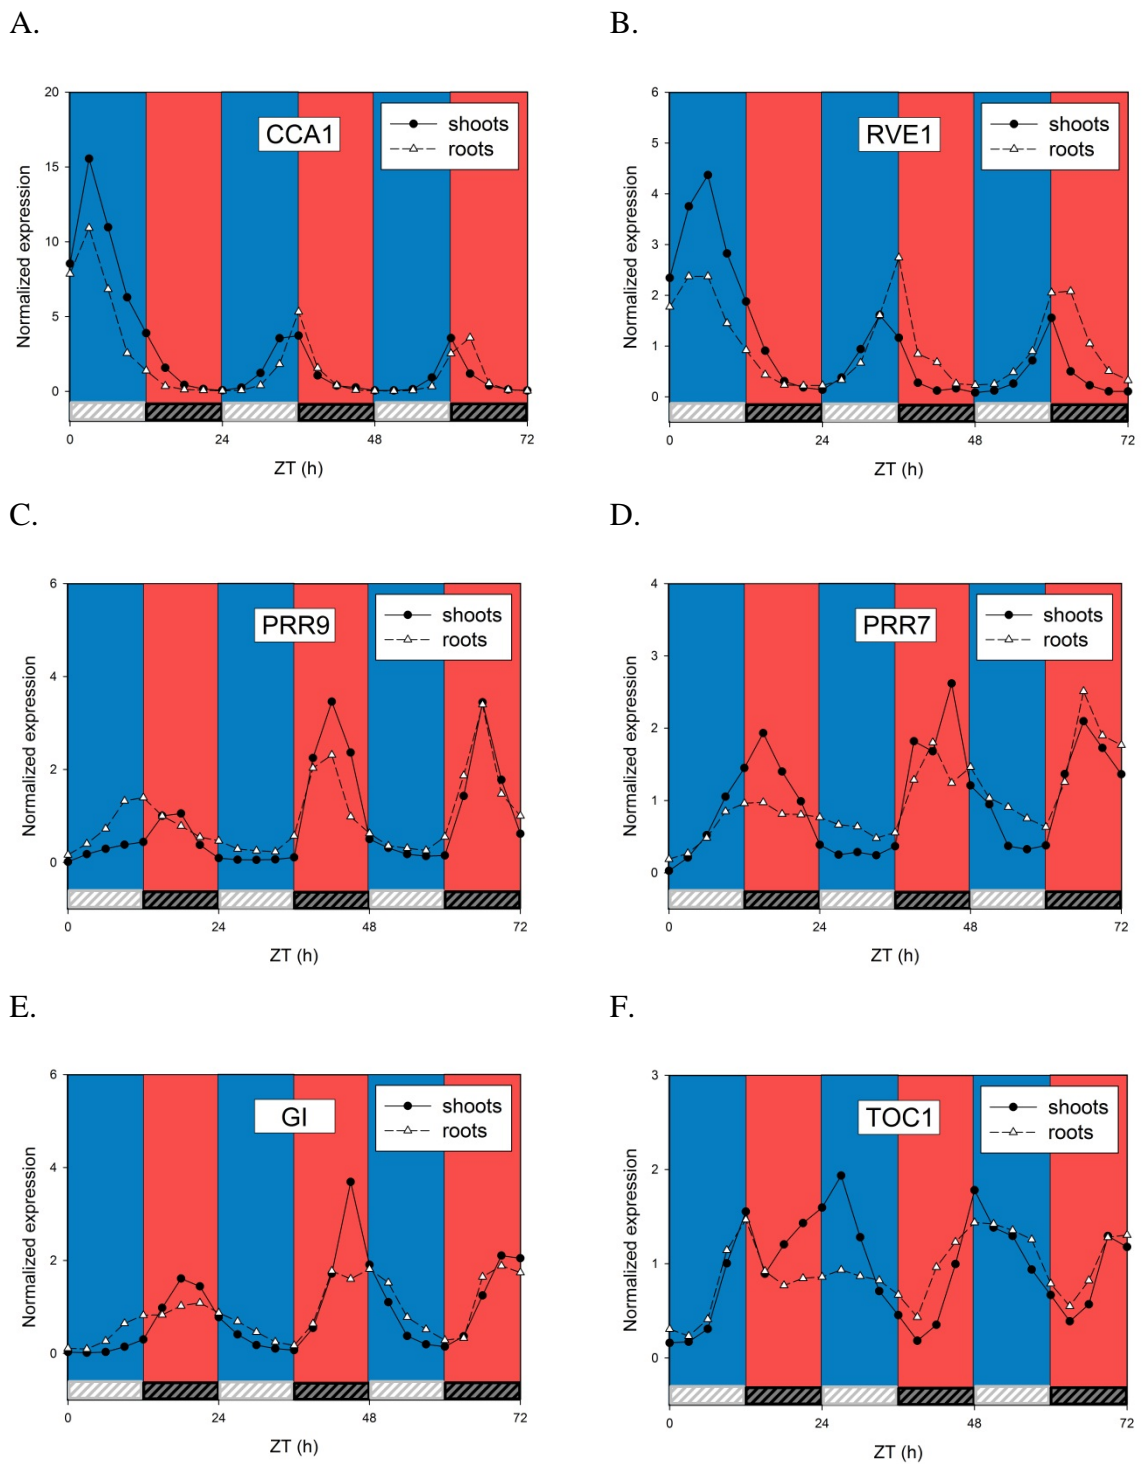 A.
B.
20
15
10
5
0
Normalized expression
CCA1
shoots
roots
0
24
48
72
ZT (h)
6
5
4
3
2
1
0
Normalized expression
RVE1
shoots
roots
0
24
48
72
ZT (h)
C.
D.
6
4
2
0
Normalized expression
PRR9
shoots
roots
0
24
48
72
ZT (h)
4
3
2
1
0
Normalized expression
PRR7
shoots
roots
0
24
48
72
ZT (h)
E.
F.
6
4
2
0
Normalized expression
GI
shoots
roots
0
24
48
72
ZT (h)
3
2
1
0
Normalized expression
TOC1
shoots
roots
0
24
48
72
ZT (h)